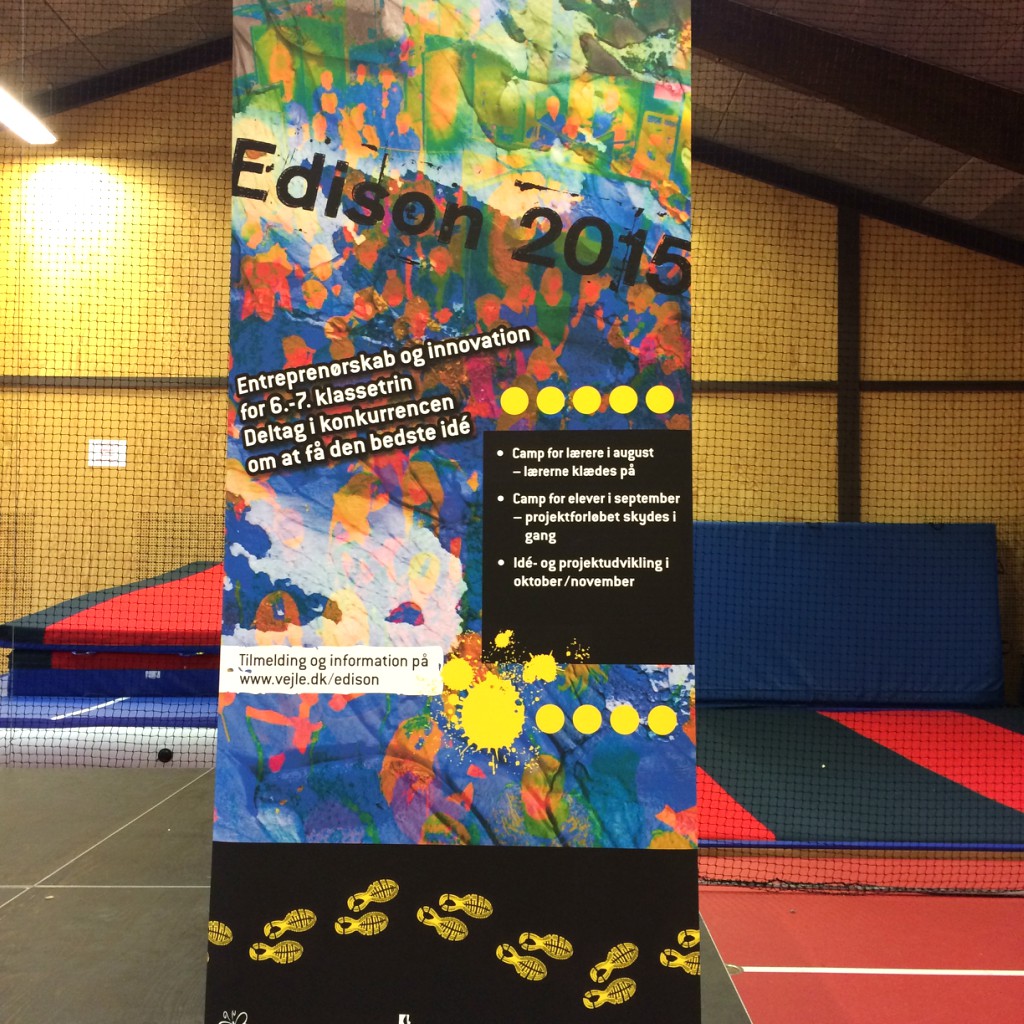 Edison 2015
Entreprenørskab og innovation
for 6.-7. klassetrin
Deltag i konkurrencen
om at få den bedste idé
• Camp for lærere i august
– lærerne klædes på
• Camp for elever i september
– projektforløbet skydes i
gang
• Idé- og projektudvikling i
oktober/november
Tilmelding og information på
www.vejle.dk/edison